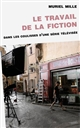 MURIEL MILLE
LE TRAVAIL
DE LA FICTION
DANS LES COULISSES D'UNE SÉRIE TÉLÉVISÉE